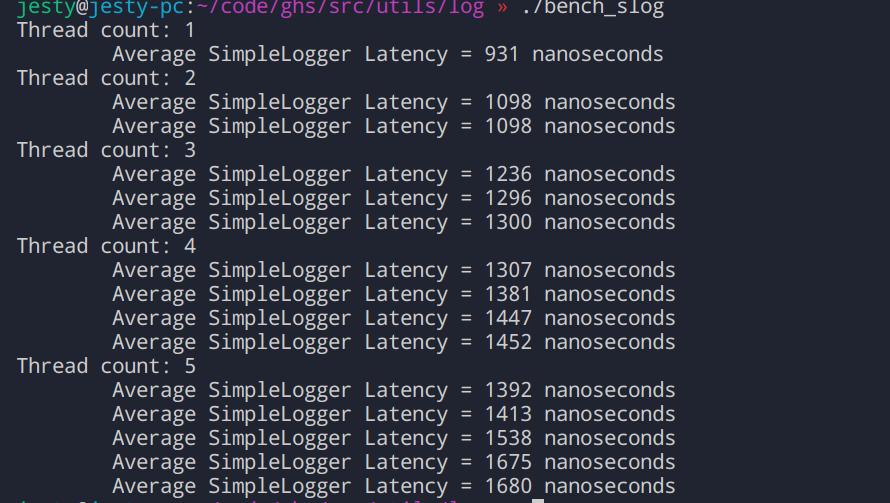 jesty@jesty-pc:~/code/ghs/src/utils/log » ./bench_slog
Thread count: 1
        Average SimpleLogger Latency = 931 nanoseconds
Thread count: 2
        Average SimpleLogger Latency = 1098 nanoseconds
        Average SimpleLogger Latency = 1098 nanoseconds
Thread count: 3
        Average SimpleLogger Latency = 1236 nanoseconds
        Average SimpleLogger Latency = 1296 nanoseconds
        Average SimpleLogger Latency = 1300 nanoseconds
Thread count: 4
        Average SimpleLogger Latency = 1307 nanoseconds
        Average SimpleLogger Latency = 1381 nanoseconds
        Average SimpleLogger Latency = 1447 nanoseconds
        Average SimpleLogger Latency = 1452 nanoseconds
Thread count: 5
        Average SimpleLogger Latency = 1392 nanoseconds
        Average SimpleLogger Latency = 1413 nanoseconds
        Average SimpleLogger Latency = 1538 nanoseconds
        Average SimpleLogger Latency = 1675 nanoseconds
        Average SimpleLogger Latency = 1680 nanoseconds